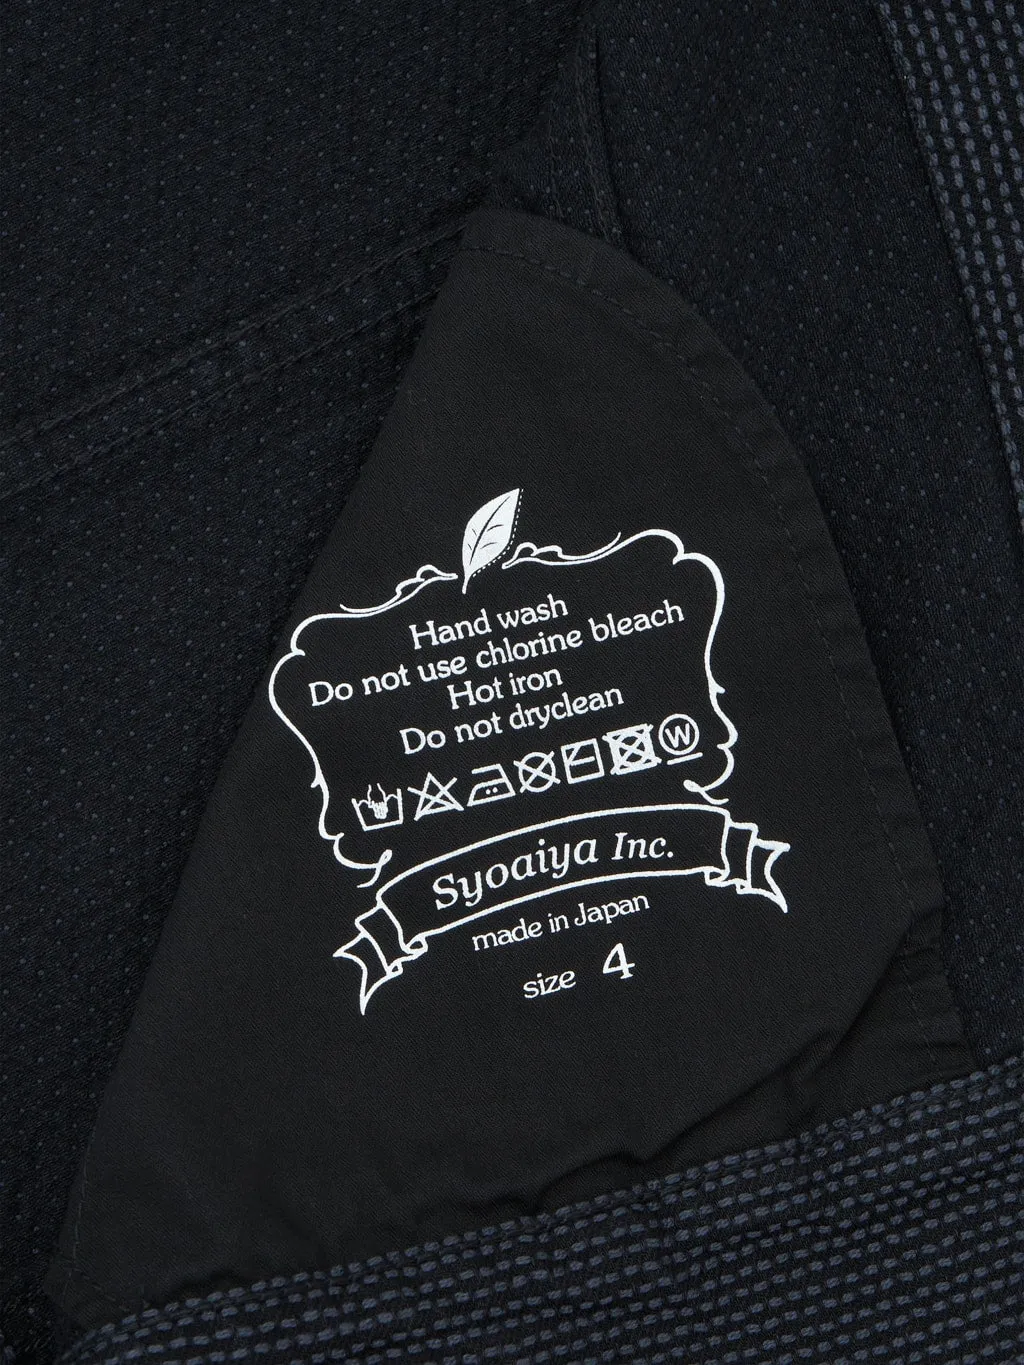 Hand wash
Do not use chlorine bleach
Hot iron
Do not dryclean
W
Syoaiya Inc.
made in Japan
size 4